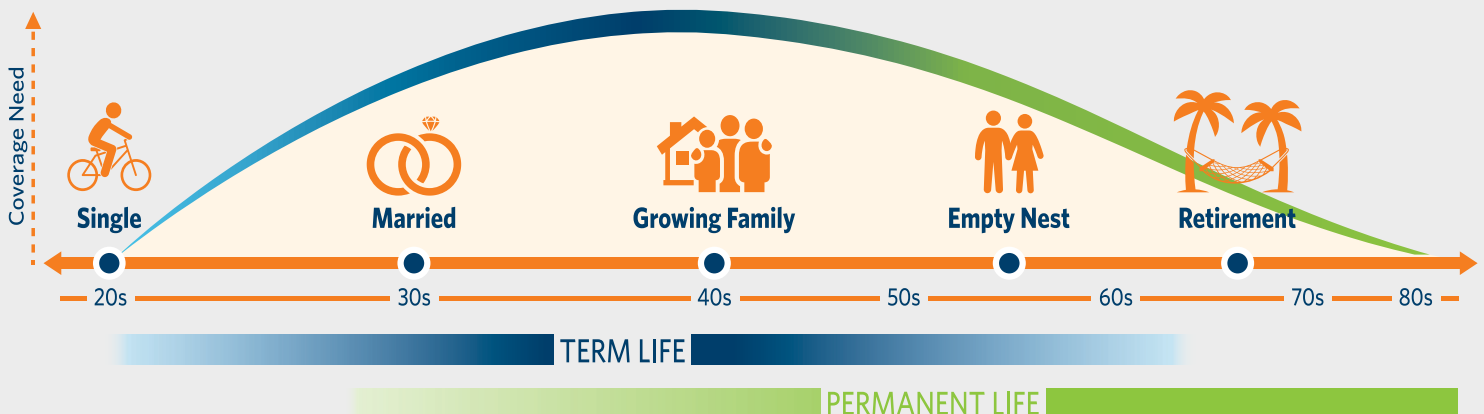 Coverage Need
Single
Married
Growing Family
Empty Nest
Retirement
20s
30s
40s
50s
60s
70s
80s
TERM LIFE
PERMANENT LIFE